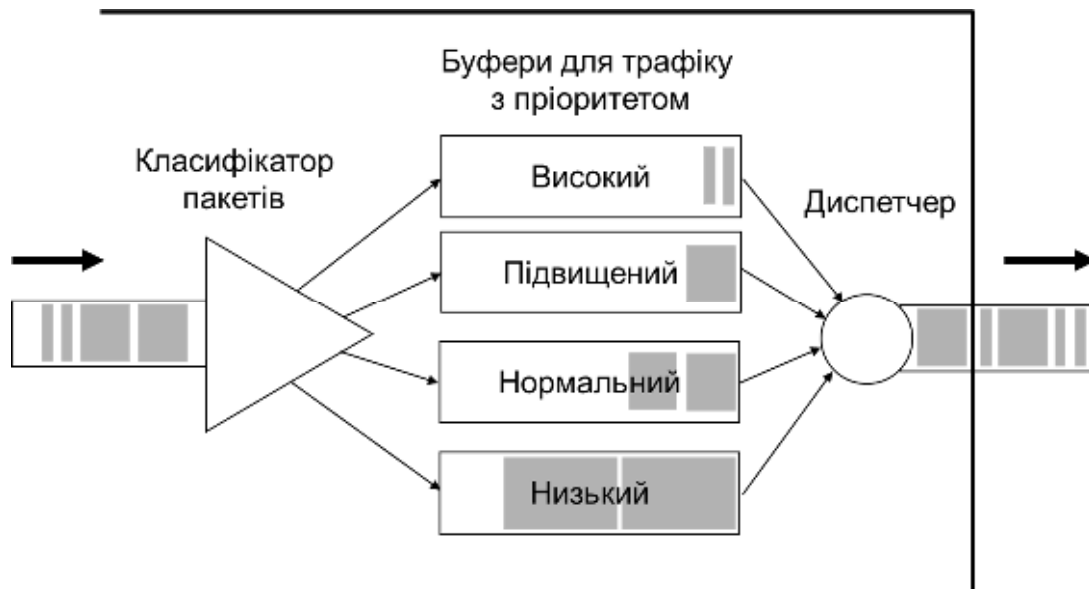 Буфери для трафіку
з пріоритетом
Класифікатор
пакетів
Високий
Диспетчер
Підвищений
Нормальний
Низький